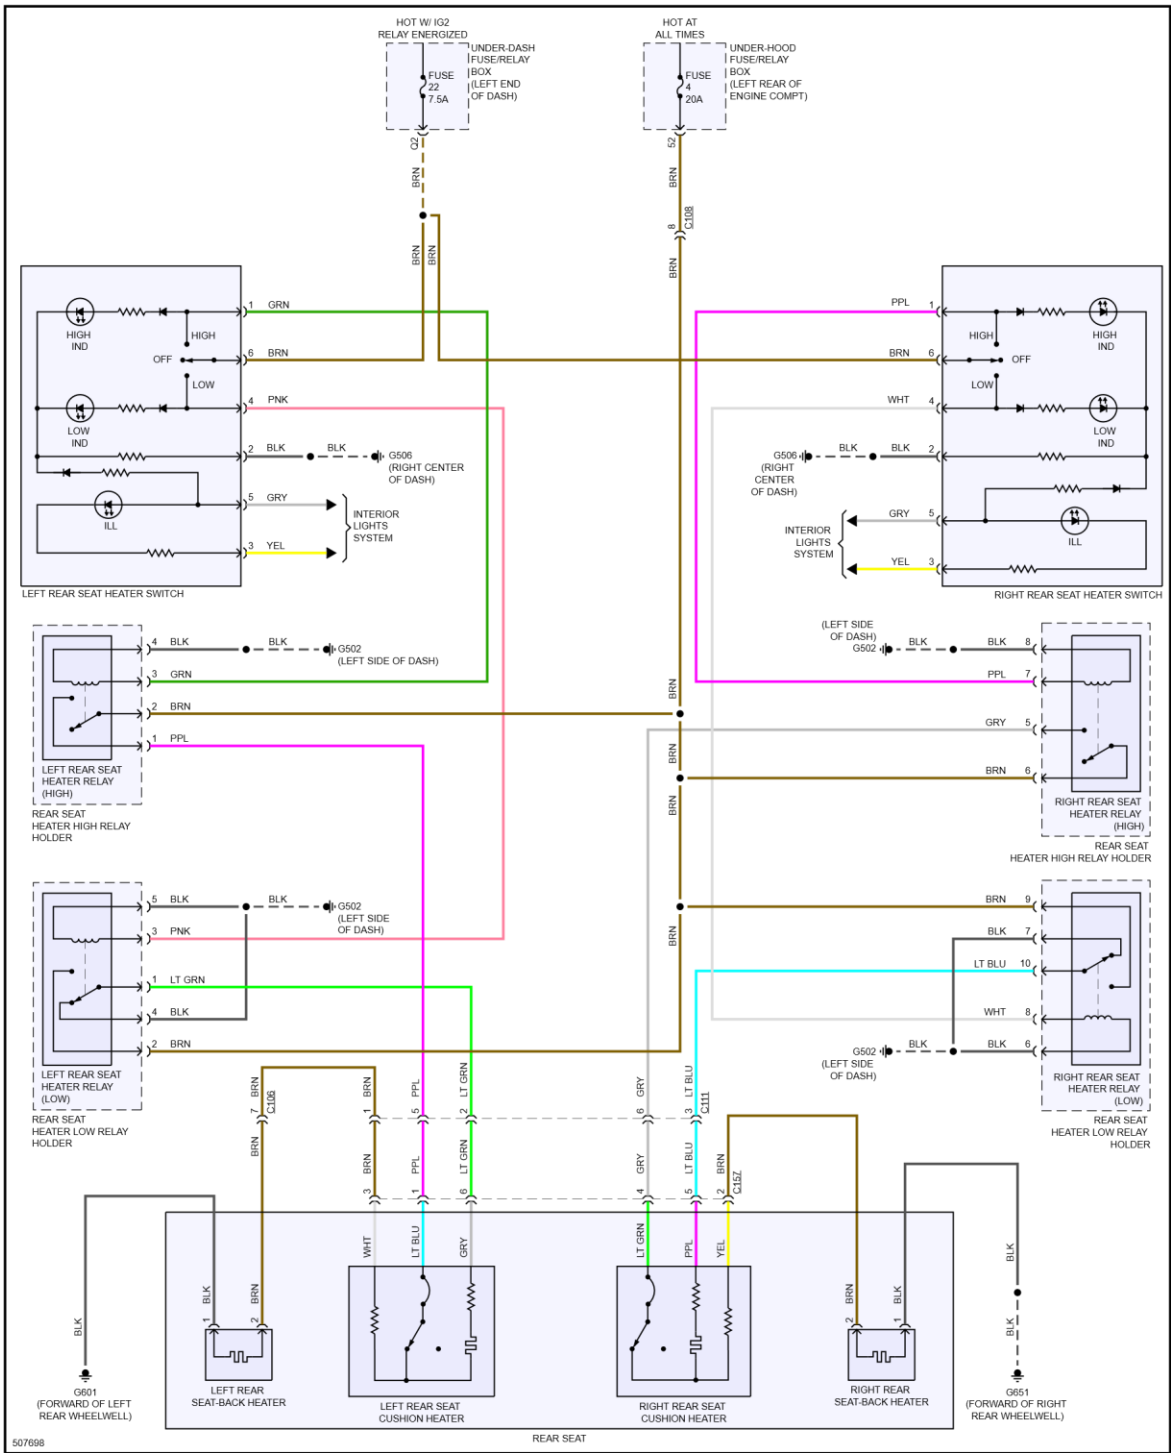 HOT W/ IG2
RELAY ENERGIZED
UNDER-DASH
FUSE/RELAY
BOX
(LEFT END
OF DASH)
FUSE
22
7.5A
Q2
BRN
BRN
BRN
HOT AT
ALL TIMES
UNDER-HOOD
FUSE/RELAY
BOX
(LEFT REAR OF
ENGINE COMPT)
FUSE
4
20A
52
BRN
8
C108
BRN
HIGH
IND
HIGH
OFF
LOW
LOW
IND
ILL
1 GRN
6 BRN
4 PNK
2 BLK BLK
G506
(RIGHT CENTER
OF DASH)
5 GRY
3 YEL
INTERIOR
LIGHTS
SYSTEM
LEFT REAR SEAT HEATER SWITCH
PPL 1
BRN 6
WHT 4
BLK BLK 2
G506
(RIGHT
CENTER
OF DASH)
GRY 5
YEL 3
INTERIOR
LIGHTS
SYSTEM
HIGH
HIGH
IND
OFF
LOW
LOW
IND
ILL
RIGHT REAR SEAT HEATER SWITCH
4 BLK BLK
G502
(LEFT SIDE OF DASH)
3 GRN
2 BRN
1 PPL
LEFT REAR SEAT
HEATER RELAY
(HIGH)
REAR SEAT
HEATER HIGH RELAY
HOLDER
BRN
BRN
BRN
BRN
(LEFT SIDE
OF DASH)
G502 BLK BLK 8
PPL 7
GRY 5
BRN 6
RIGHT REAR SEAT
HEATER RELAY
(HIGH)
REAR SEAT
HEATER HIGH RELAY HOLDER
5 BLK BLK
G502
(LEFT SIDE
OF DASH)
3 PNK
1 LT GRN
4 BLK
2 BRN
LEFT REAR SEAT
HEATER RELAY
(LOW)
REAR SEAT
HEATER LOW RELAY
HOLDER
BRN 9
BLK 7
LT BLU 10
WHT 8
G502 BLK BLK 6
(LEFT SIDE
OF DASH)
RIGHT REAR SEAT
HEATER RELAY
(LOW)
REAR SEAT
HEATER LOW RELAY
HOLDER
BRN
7
C106
BRN
BRN
1
PPL
5
LT GRN
2
GRY
6
LT BLU
3
C111
BRN
3
PPL
1
LT GRN
6
GRY
4
LT BLU
5
BRN
2
C157
WHT
LT BLU
GRY
LT GRN
PPL
YEL
BLK
G601
(FORWARD OF LEFT
REAR WHEELWELL)
BLK
1
BRN
2
LEFT REAR
SEAT-BACK HEATER
LEFT REAR SEAT
CUSHION HEATER
RIGHT REAR SEAT
CUSHION HEATER
BRN
2
BLK
1
RIGHT REAR
SEAT-BACK HEATER
BLK
BLK
G651
(FORWARD OF RIGHT
REAR WHEELWELL)
REAR SEAT
507698